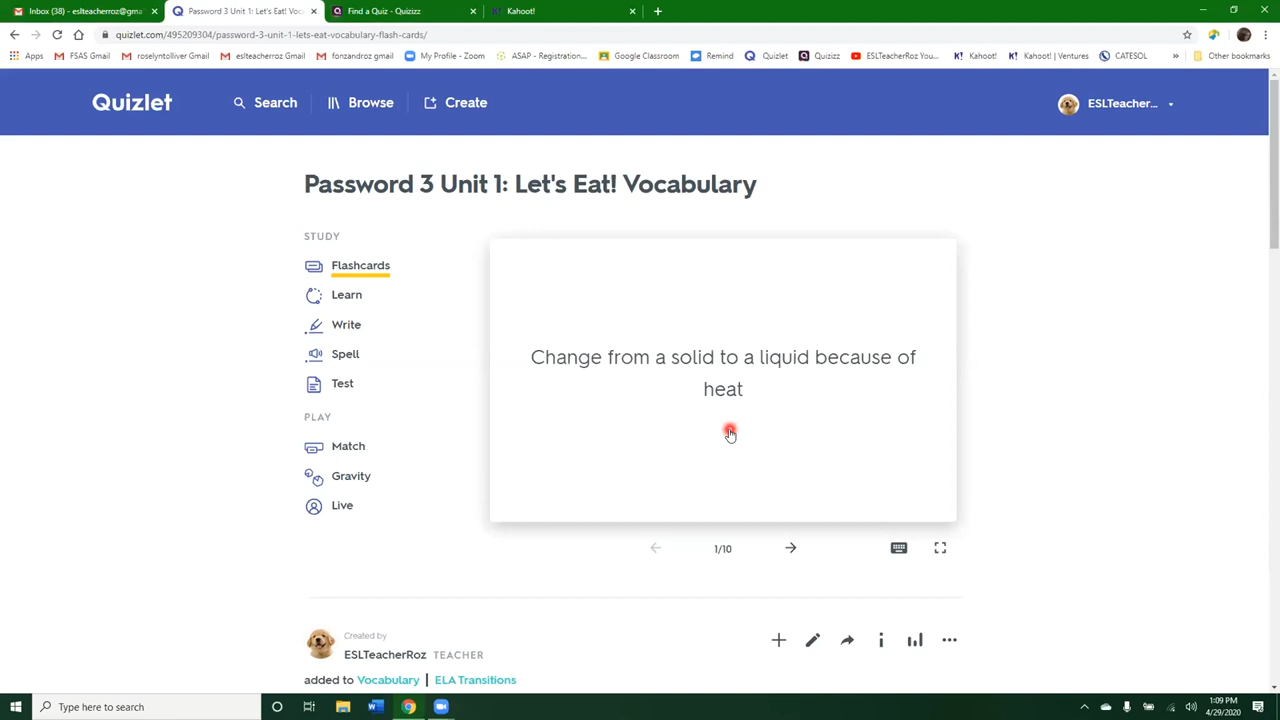 Inbox (38) - eslteacherroz@gma
Password 3 Unit 1: Let's Eat! Voc
Find a Quiz - Quizizz
Kahoot!
quizlet.com/495209304/password-3-unit-1-lets-eat-vocabulary-flash-cards/
Apps
FSAS Gmail
roselyntolliver Gmail
eslteacherroz Gmail
fonzandroz gmail
My Profile - Zoom
ASAP - Registration...
Google Classroom
Remind
Quizlet
Quizizz
ESLTeacherRoz You...
Kahoot!
Kahoot! | Ventures
CATESOL
»
Other bookmarks
Quizlet
Search
Browse
Create
ESLTeacher...
Password 3 Unit 1: Let's Eat! Vocabulary
STUDY
Flashcards
Learn
Write
Spell
Test
PLAY
Match
Gravity
Live
Change from a solid to a liquid because of
heat
1/10
Created by
ESLTeacherRoz TEACHER
added to Vocabulary | ELA Transitions
Type here to search
1:09 PM
4/29/2020